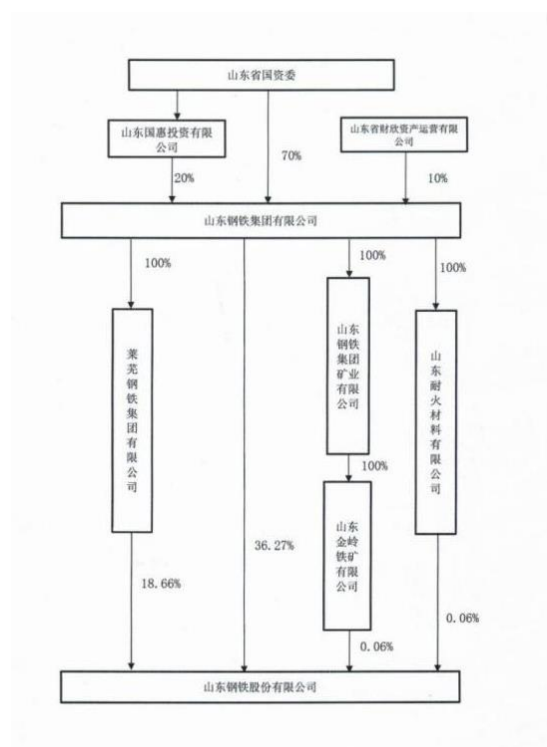 山东省国资委
山东国惠投资有限
公司
山东省财欣资产运营有限
公司
70%
20%
10%
山东钢铁集团有限公司
100%
100%
100%
莱芜钢铁集团有限公司
山东
钢铁
集团
矿业
有限
公司
山东耐火材料有限公司
100%
山东
金岭
铁矿
有限
公司
36.27%
18.66%
0.06%
0.06%
山东钢铁股份有限公司